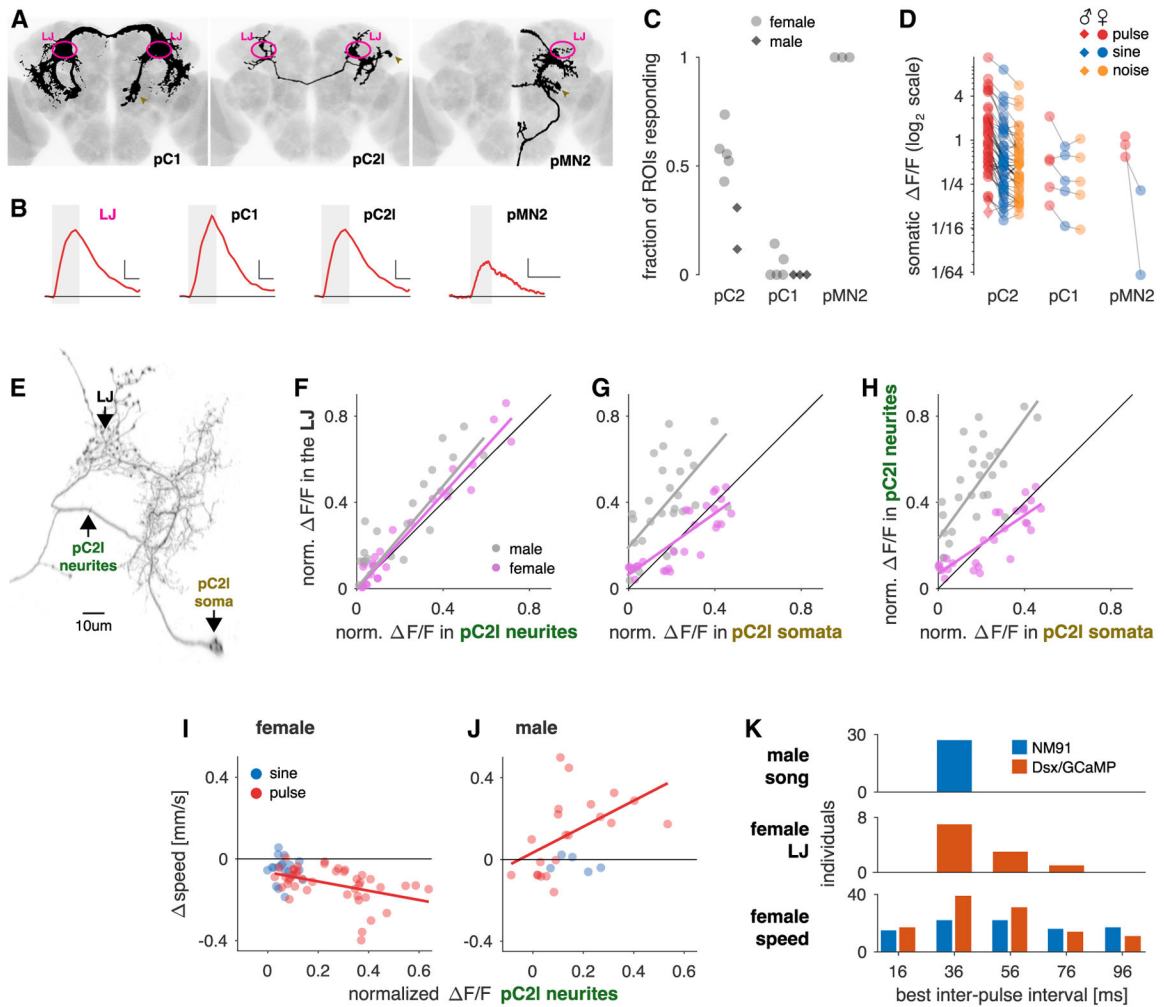 A
LJ
LJ
pC1
LJ
LJ
pC2l
LJ
pMN2
B
LJ
pC1
pC2l
pMN2
C
female
male
fraction of ROIs responding
1
0.5
0
pC2
pC1
pMN2
D
♂ ♀
pulse
sine
noise
somatic ΔF/F (log2 scale)
4
1
1/4
1/16
1/64
pC2
pC1
pMN2
E
LJ
pC2l
neurites
pC2l
soma
10um
F
norm. ΔF/F in the LJ
0.8
0.4
0
male
female
0
0.4
0.8
norm. ΔF/F in pC2l neurites
G
0.8
0.4
0
0
0.4
0.8
norm. ΔF/F in pC2l somata
H
norm. ΔF/F in pC2l neurites
0.8
0.4
0
0
0.4
0.8
norm. ΔF/F in pC2l somata
I
female
sine
pulse
Δspeed [mm/s]
0.4
0
-0.4
0
0.2
0.4
0.6
J
male
0.4
0
-0.4
0
0.2
0.4
0.6
normalized ΔF/F pC2l neurites
K
male
song
female
LJ
female
speed
individuals
30
0
8
0
40
0
NM91
Dsx/GCaMP
16
36
56
76
96
best inter-pulse interval [ms]